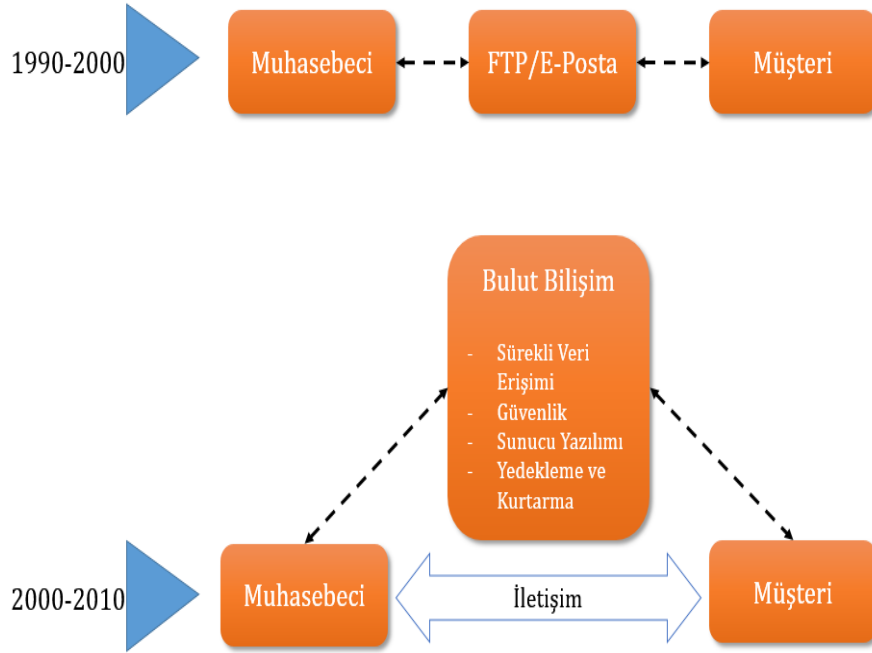 1990-2000
Muhasebeci
FTP/E-Posta
Müşteri
Bulut Bilişim
- Sürekli Veri
Erişimi
- Güvenlik
- Sunucu Yazılımı
- Yedekleme ve
Kurtarma
2000-2010
Muhasebeci
İletişim
Müşteri